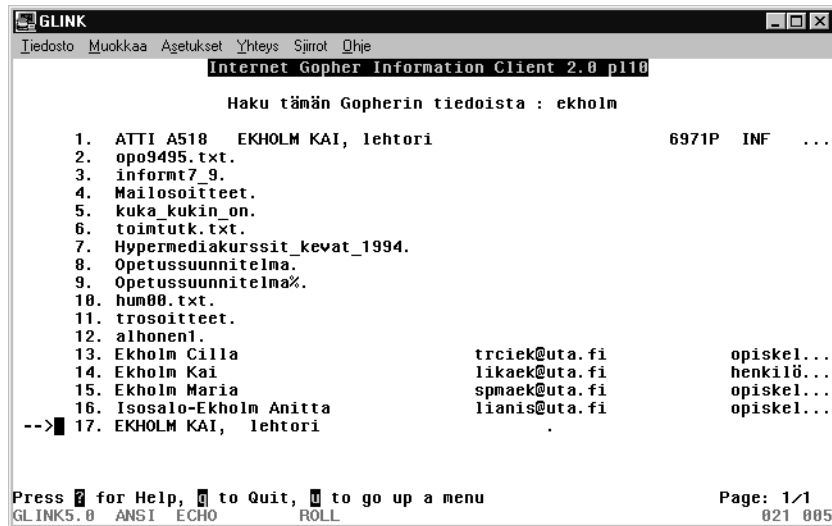 GLINK
Tiedosto Muokkaa Asetukset Yhteys Siirrot Ohje
Internet Gopher Information Client 2.0 pl10
Haku tämän Gopherin tiedoista : ekholm
1. ATTI A518 EKHOLM KAI, lehtori 6971P INF ...
2. opo9495.txt.
3. informt7_9.
4. Mailosoitteet.
5. kuka_kukin_on.
6. toimtutk.txt.
7. Hypermediakurssit_kevat_1994.
8. Opetussuunnitelma.
9. Opetussuunnitelma%.
10. hum00.txt.
11. trosoitteet.
12. alhonen1.
13. Ekholm Cilla trciek@uta.fi opiskel...
14. Ekholm Kai likaek@uta.fi henkilö...
15. Ekholm Maria spmaek@uta.fi opiskel...
16. Isosalo-Ekholm Anitta lianis@uta.fi opiskel...
--> 17. EKHOLM KAI, lehtori .
Press ? for Help, q to Quit, u to go up a menu Page: 1/1
GLINK5.0 ANSI ECHO ROLL 021 005